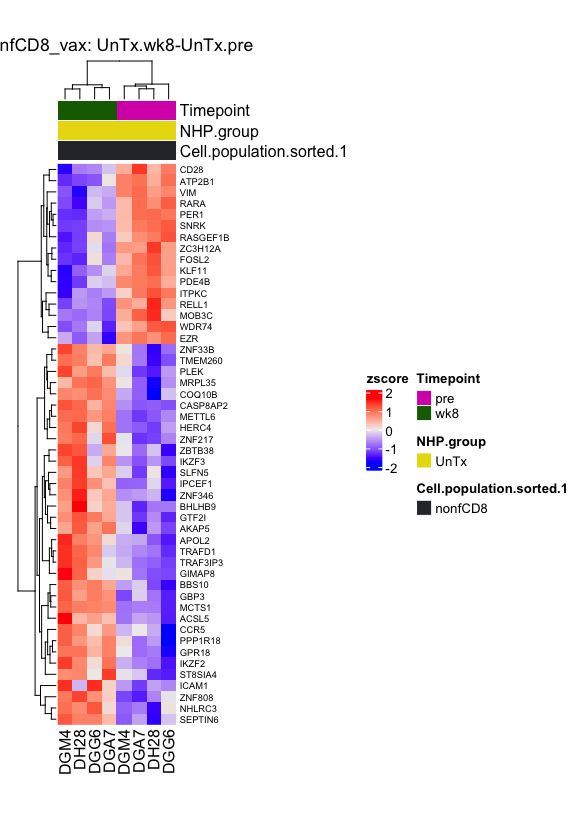 nfCD8_vax: UnTx.wk8-UnTx.pre
Timepoint
NHP.group
Cell.population.sorted.1
CD28
ATP2B1
VIM
RARA
PER1
SNRK
RASGEF1B
ZC3H12A
FOSL2
KLF11
PDE4B
ITPKC
RELL1
MOB3C
WDR74
EZR
ZNF33B
TMEM260
PLEK
MRPL35
COQ10B
CASP8AP2
METTL6
HERC4
ZNF217
ZBTB38
IKZF3
SLFN5
IPCEF1
ZNF346
BHLHB9
GTF2I
AKAP5
APOL2
TRAFD1
TRAF3IP3
GIMAP8
BBS10
GBP3
MCTS1
ACSL5
CCR5
PPP1R18
GPR18
IKZF2
ST8SIA4
ICAM1
ZNF808
NHLRC3
SEPTIN6
DGM4
DH28
DGG6
DGA7
DGM4
DGA7
DH28
DGG6
zscore
2
1
0
-1
-2
Timepoint
pre
wk8
NHP.group
UnTx
Cell.population.sorted.1
nonfCD8